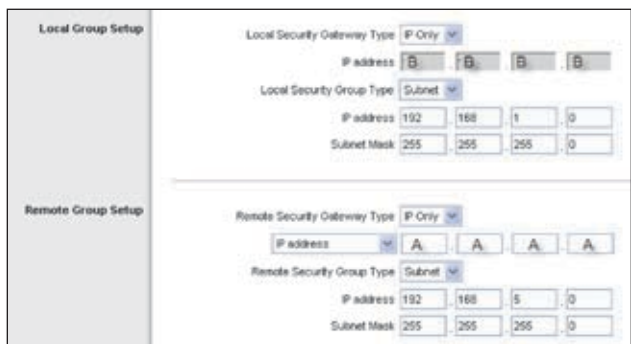 Local Group Setup
Local Security Gateway Type IP Only
IP address B. B. B. B
Local Security Group Type Subnet
IP address 192 . 168 . 1 . 0
Subnet Mask 255 . 255 . 255 . 0
Remote Group Setup
Remote Security Gateway Type IP Only
IP address A. A. A. A
Remote Security Group Type Subnet
IP address 192 . 168 . 5 . 0
Subnet Mask 255 . 255 . 255 . 0